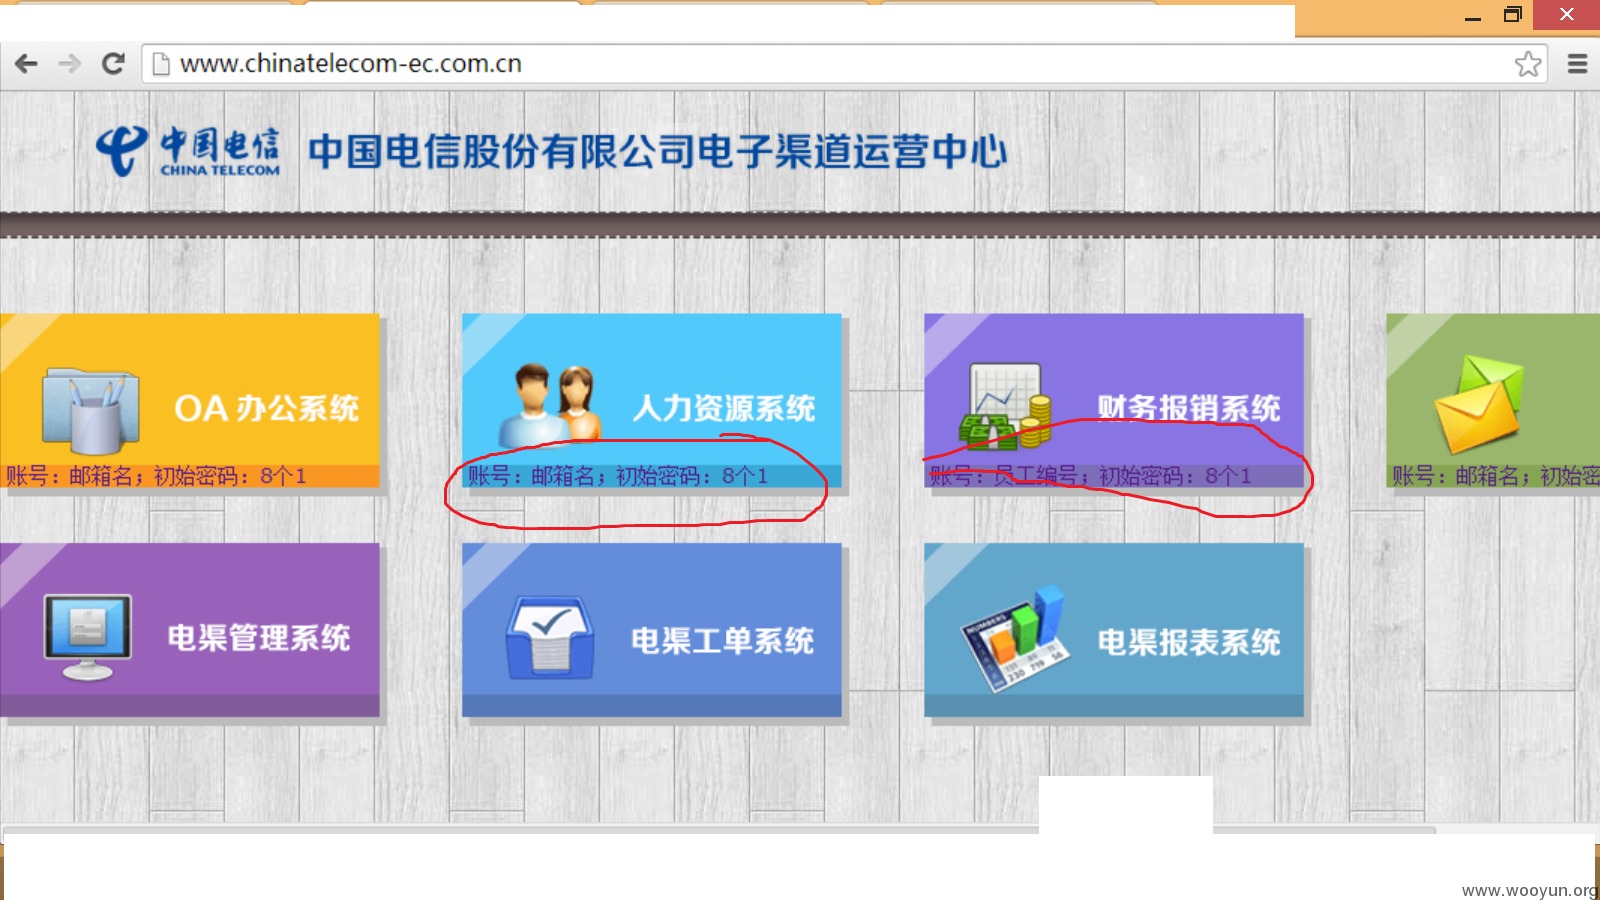 www.chinatelecom-ec.com.cn
中国电信
CHINA TELECOM
中国电信股份有限公司电子渠道运营中心
OA 办公系统
账号：邮箱名；初始密码：8个1
人力资源系统
账号：邮箱名；初始密码：8个1
财务报销系统
账号：员工编号；初始密码：8个1
账号：邮箱名；初始密
电渠管理系统
电渠工单系统
NUMBERS
230 719 56
电渠报表系统
www.wooyun.org